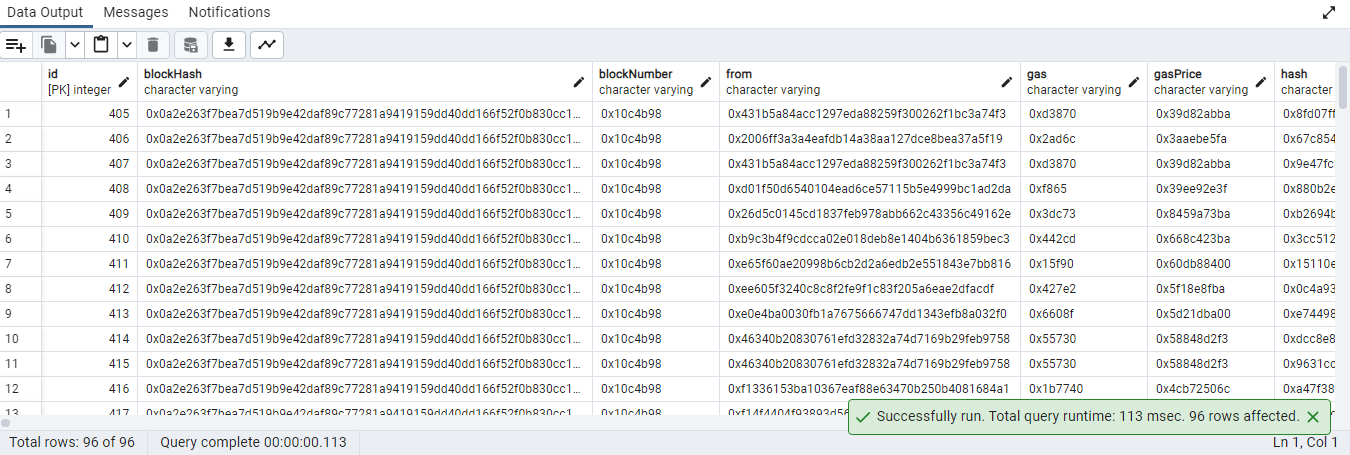 Data Output Messages Notifications
id blockHash blockNumber from gas gasPrice hash
[PK] integer character varying character varying character varying character varying character varying character
1 405 0x0a2e263f7bea7d519b9e42daf89c77281a9419159dd40dd166f52f0b830cc1... 0x10c4b98 0x431b5a84acc1297eda88259f300262f1bc3a74f3 0xd3870 0x39d82abba 0x8fd07ff
2 406 0x0a2e263f7bea7d519b9e42daf89c77281a9419159dd40dd166f52f0b830cc1... 0x10c4b98 0x2006ff3a3a4eafdb14a38aa127dce8bea37a5f19 0x2ad6c 0x3aaebe5fa 0x67c854
3 407 0x0a2e263f7bea7d519b9e42daf89c77281a9419159dd40dd166f52f0b830cc1... 0x10c4b98 0x431b5a84acc1297eda88259f300262f1bc3a74f3 0xd3870 0x39d82abba 0x9e47fc
4 408 0x0a2e263f7bea7d519b9e42daf89c77281a9419159dd40dd166f52f0b830cc1... 0x10c4b98 0xd01f50d6540104ead6ce57115b5e4999bc1ad2da 0xf865 0x39ee92e3f 0x880b2e
5 409 0x0a2e263f7bea7d519b9e42daf89c77281a9419159dd40dd166f52f0b830cc1... 0x10c4b98 0x26d5c0145cd1837feb978abb662c43356c49162e 0x3dc73 0x8459a73ba 0xb2694b
6 410 0x0a2e263f7bea7d519b9e42daf89c77281a9419159dd40dd166f52f0b830cc1... 0x10c4b98 0xb9c3b4f9cdcca02e018deb8e1404b6361859bec3 0x442cd 0x668c423ba 0x3cc512
7 411 0x0a2e263f7bea7d519b9e42daf89c77281a9419159dd40dd166f52f0b830cc1... 0x10c4b98 0xe65f60ae20998b6cb2d2a6edb2e551843e7bb816 0x15f90 0x60db88400 0x15110e
8 412 0x0a2e263f7bea7d519b9e42daf89c77281a9419159dd40dd166f52f0b830cc1... 0x10c4b98 0xee605f3240c8c8f2fe9f1c83f205a6eae2dfacdf 0x427e2 0x5f18e8fba 0x0c4a93
9 413 0x0a2e263f7bea7d519b9e42daf89c77281a9419159dd40dd166f52f0b830cc1... 0x10c4b98 0xe0e4ba0030fb1a7675666747dd1343efb8a032f0 0x6608f 0x5d21dba00 0xe74498
10 414 0x0a2e263f7bea7d519b9e42daf89c77281a9419159dd40dd166f52f0b830cc1... 0x10c4b98 0x46340b20830761efd32832a74d7169b29feb9758 0x55730 0x58848d2f3 0xdcc8e8
11 415 0x0a2e263f7bea7d519b9e42daf89c77281a9419159dd40dd166f52f0b830cc1... 0x10c4b98 0x46340b20830761efd32832a74d7169b29feb9758 0x55730 0x58848d2f3 0x9631cc
12 416 0x0a2e263f7bea7d519b9e42daf89c77281a9419159dd40dd166f52f0b830cc1... 0x10c4b98 0xf1336153ba10367eaf88e63470b250b4081684a1 0x1b7740 0x4cb72506c 0xa47f38
13 417 0x0a2e263f7bea7d519b9e42daf89c77281a9419159dd40dd166f52f0b830cc1... 0x10c4b98
Successfully run. Total query runtime: 113 msec. 96 rows affected.
Total rows: 96 of 96 Query complete 00:00:00.113 Ln 1, Col 1